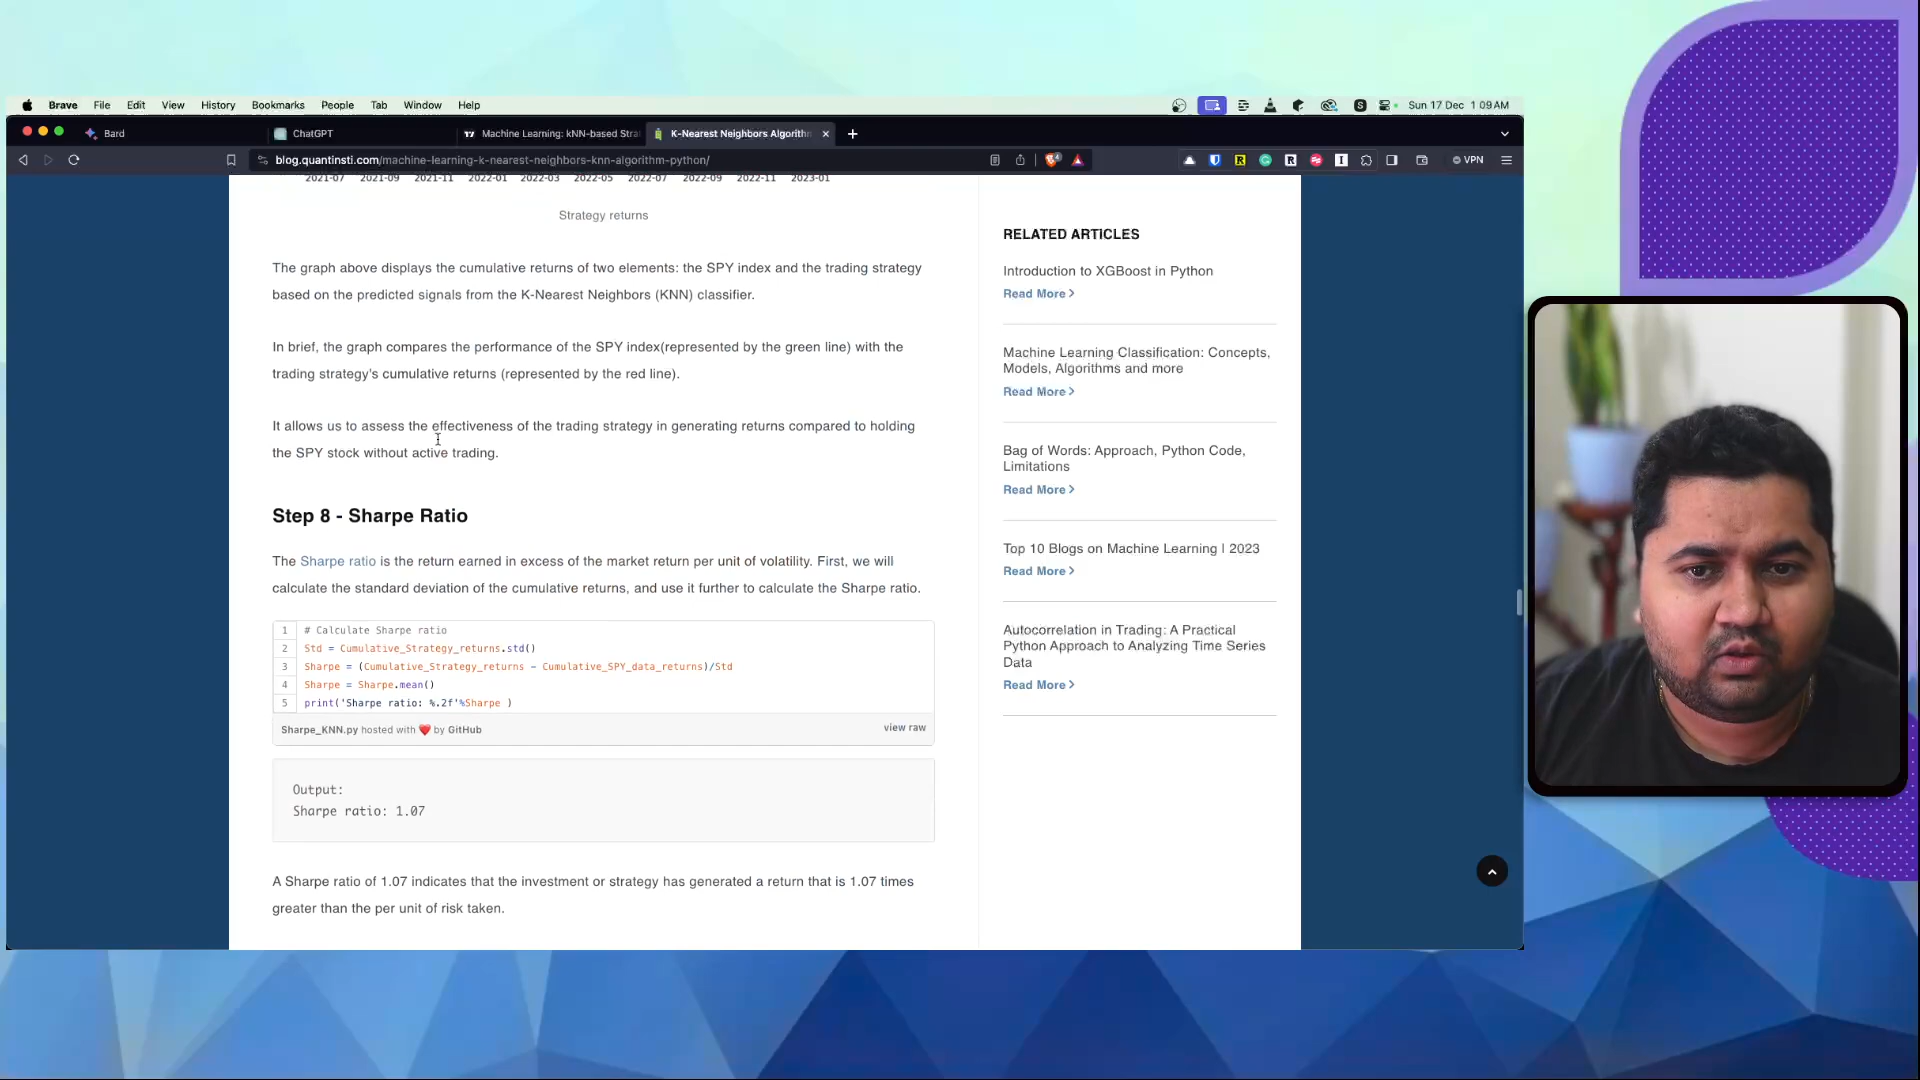 Brave File Edit View History Bookmarks People Tab Window Help Sun 17 Dec 1:09 AM
Bard ChatGPT Machine Learning: kNN-based Stra K-Nearest Neighbors Algorith
blog.quantinsti.com/machine-learning-k-nearest-neighbors-knn-algorithm-python/ VPN
2021-07 2021-09 2021-11 2022-01 2022-03 2022-05 2022-07 2022-09 2022-11 2023-01
Strategy returns
The graph above displays the cumulative returns of two elements: the SPY index and the trading strategy
based on the predicted signals from the K-Nearest Neighbors (KNN) classifier.
In brief, the graph compares the performance of the SPY index(represented by the green line) with the
trading strategy's cumulative returns (represented by the red line).
It allows us to assess the effectiveness of the trading strategy in generating returns compared to holding
the SPY stock without active trading.
Step 8 - Sharpe Ratio
The Sharpe ratio is the return earned in excess of the market return per unit of volatility. First, we will
calculate the standard deviation of the cumulative returns, and use it further to calculate the Sharpe ratio.
1 # Calculate Sharpe ratio
2 Std = Cumulative_Strategy_returns.std()
3 Sharpe = (Cumulative_Strategy_returns - Cumulative_SPY_data_returns)/Std
4 Sharpe = Sharpe.mean()
5 print('Sharpe ratio: %.2f'%Sharpe )
Sharpe_KNN.py hosted with ❤ by GitHub view raw
Output:
Sharpe ratio: 1.07
A Sharpe ratio of 1.07 indicates that the investment or strategy has generated a return that is 1.07 times
greater than the per unit of risk taken.
RELATED ARTICLES
Introduction to XGBoost in Python
Read More >
Machine Learning Classification: Concepts,
Models, Algorithms and more
Read More >
Bag of Words: Approach, Python Code,
Limitations
Read More >
Top 10 Blogs on Machine Learning | 2023
Read More >
Autocorrelation in Trading: A Practical
Python Approach to Analyzing Time Series
Data
Read More >